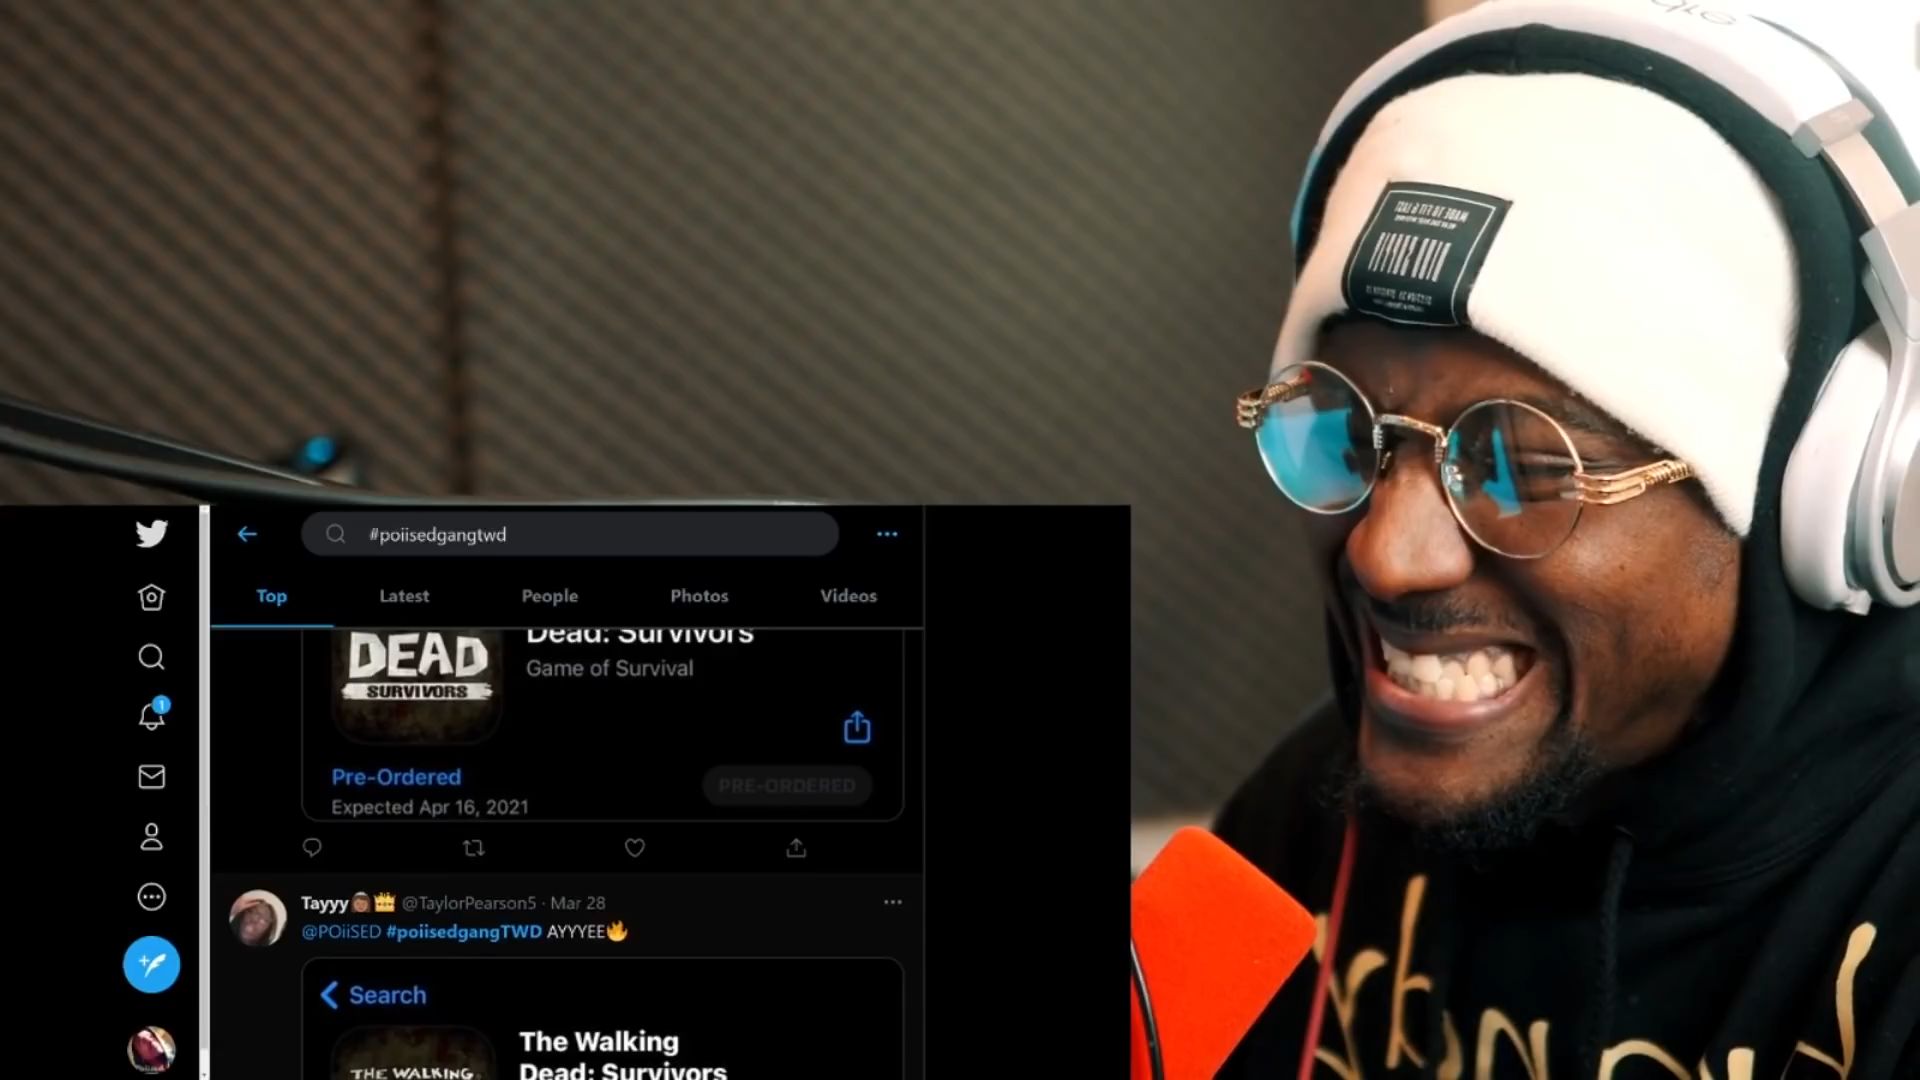 #poiisedgangtwd
Top
Latest
People
Photos
Videos
DEAD
SURVIVORS
Dead: Survivors
Game of Survival
Pre-Ordered
PRE-ORDERED
Expected Apr 16, 2021
1
Tayyy @TaylorPearson5 · Mar 28
@POiiSED #poiisedgangTWD AYYYEE🔥
Search
THE WALKING
The Walking
Dead: Survivors